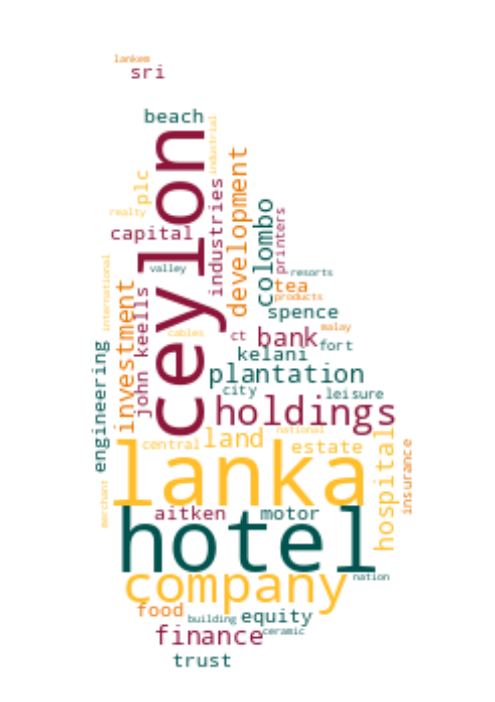 lankem
sri
beach
industrial
ceylon
development
plc
industries
colombo
realty
printers
capital
international
valley
resorts
investment
tea
john keells
products
spence
malay
cables
ct
bank
fort
engineering
kelani
plantation
city
leisure
holdings
land
hospital
national
central
estate
insurance
lanka
merchant
aitken
motor
hotel
company
nation
food
building
equity
finance
ceramic
trust